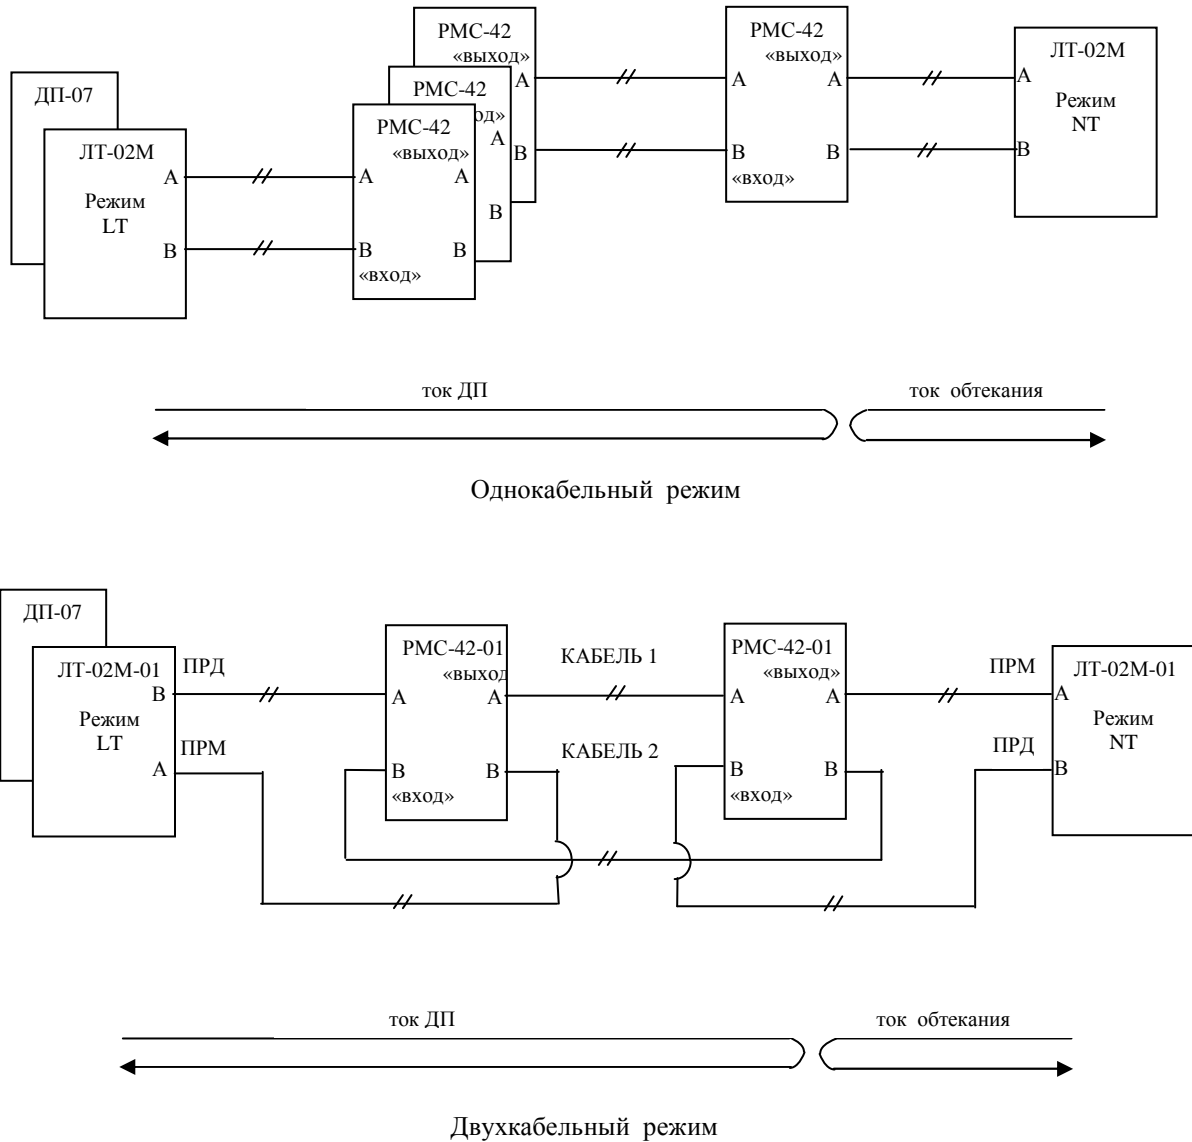 РМС-42
«выход»
А
В
РМС-42
од»
А
В
РМС-42
«выход»
А
А
В
В
«вход»
РМС-42
«выход»
А
А
В
В
«вход»
ЛТ-02М
А
Режим
NT
В
ДП-07
ЛТ-02М
А
Режим
LT
В
ток ДП
ток обтекания
Однокабельный режим
ДП-07
ЛТ-02М-01
В
Режим
LT
А
ПРД
ПРМ
РМС-42-01
«выход
А
А
В
В
«вход»
КАБЕЛЬ 1
КАБЕЛЬ 2
РМС-42-01
«выход»
А
А
В
В
«вход»
ПРМ
ПРД
ЛТ-02М-01
А
Режим
NT
В
ток ДП
ток обтекания
Двухкабельный режим